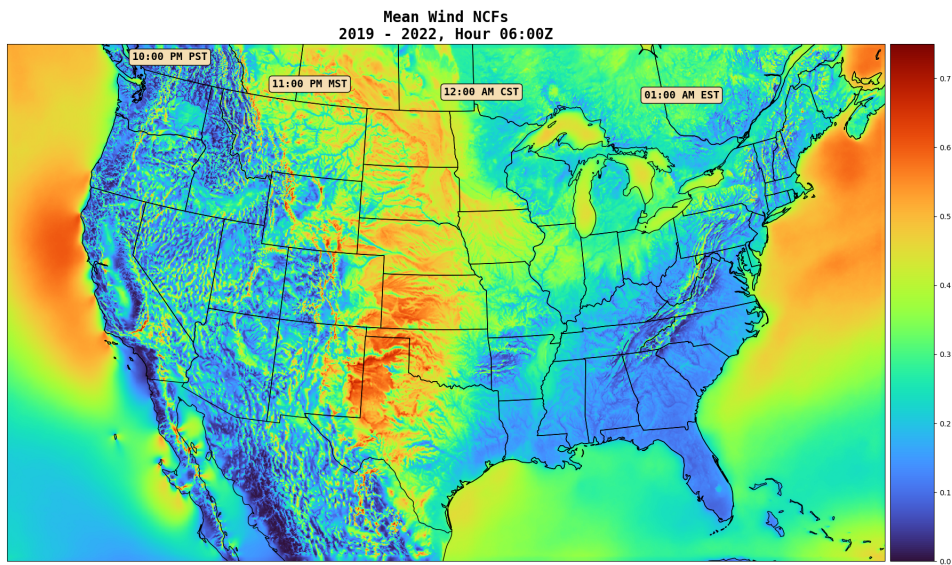 Mean Wind NCFs
2019 - 2022, Hour 06:00Z
10:00 PM PST
11:00 PM MST
12:00 AM CST
01:00 AM EST
0.7
0.6
0.5
0.4
0.3
0.2
0.1
0.0